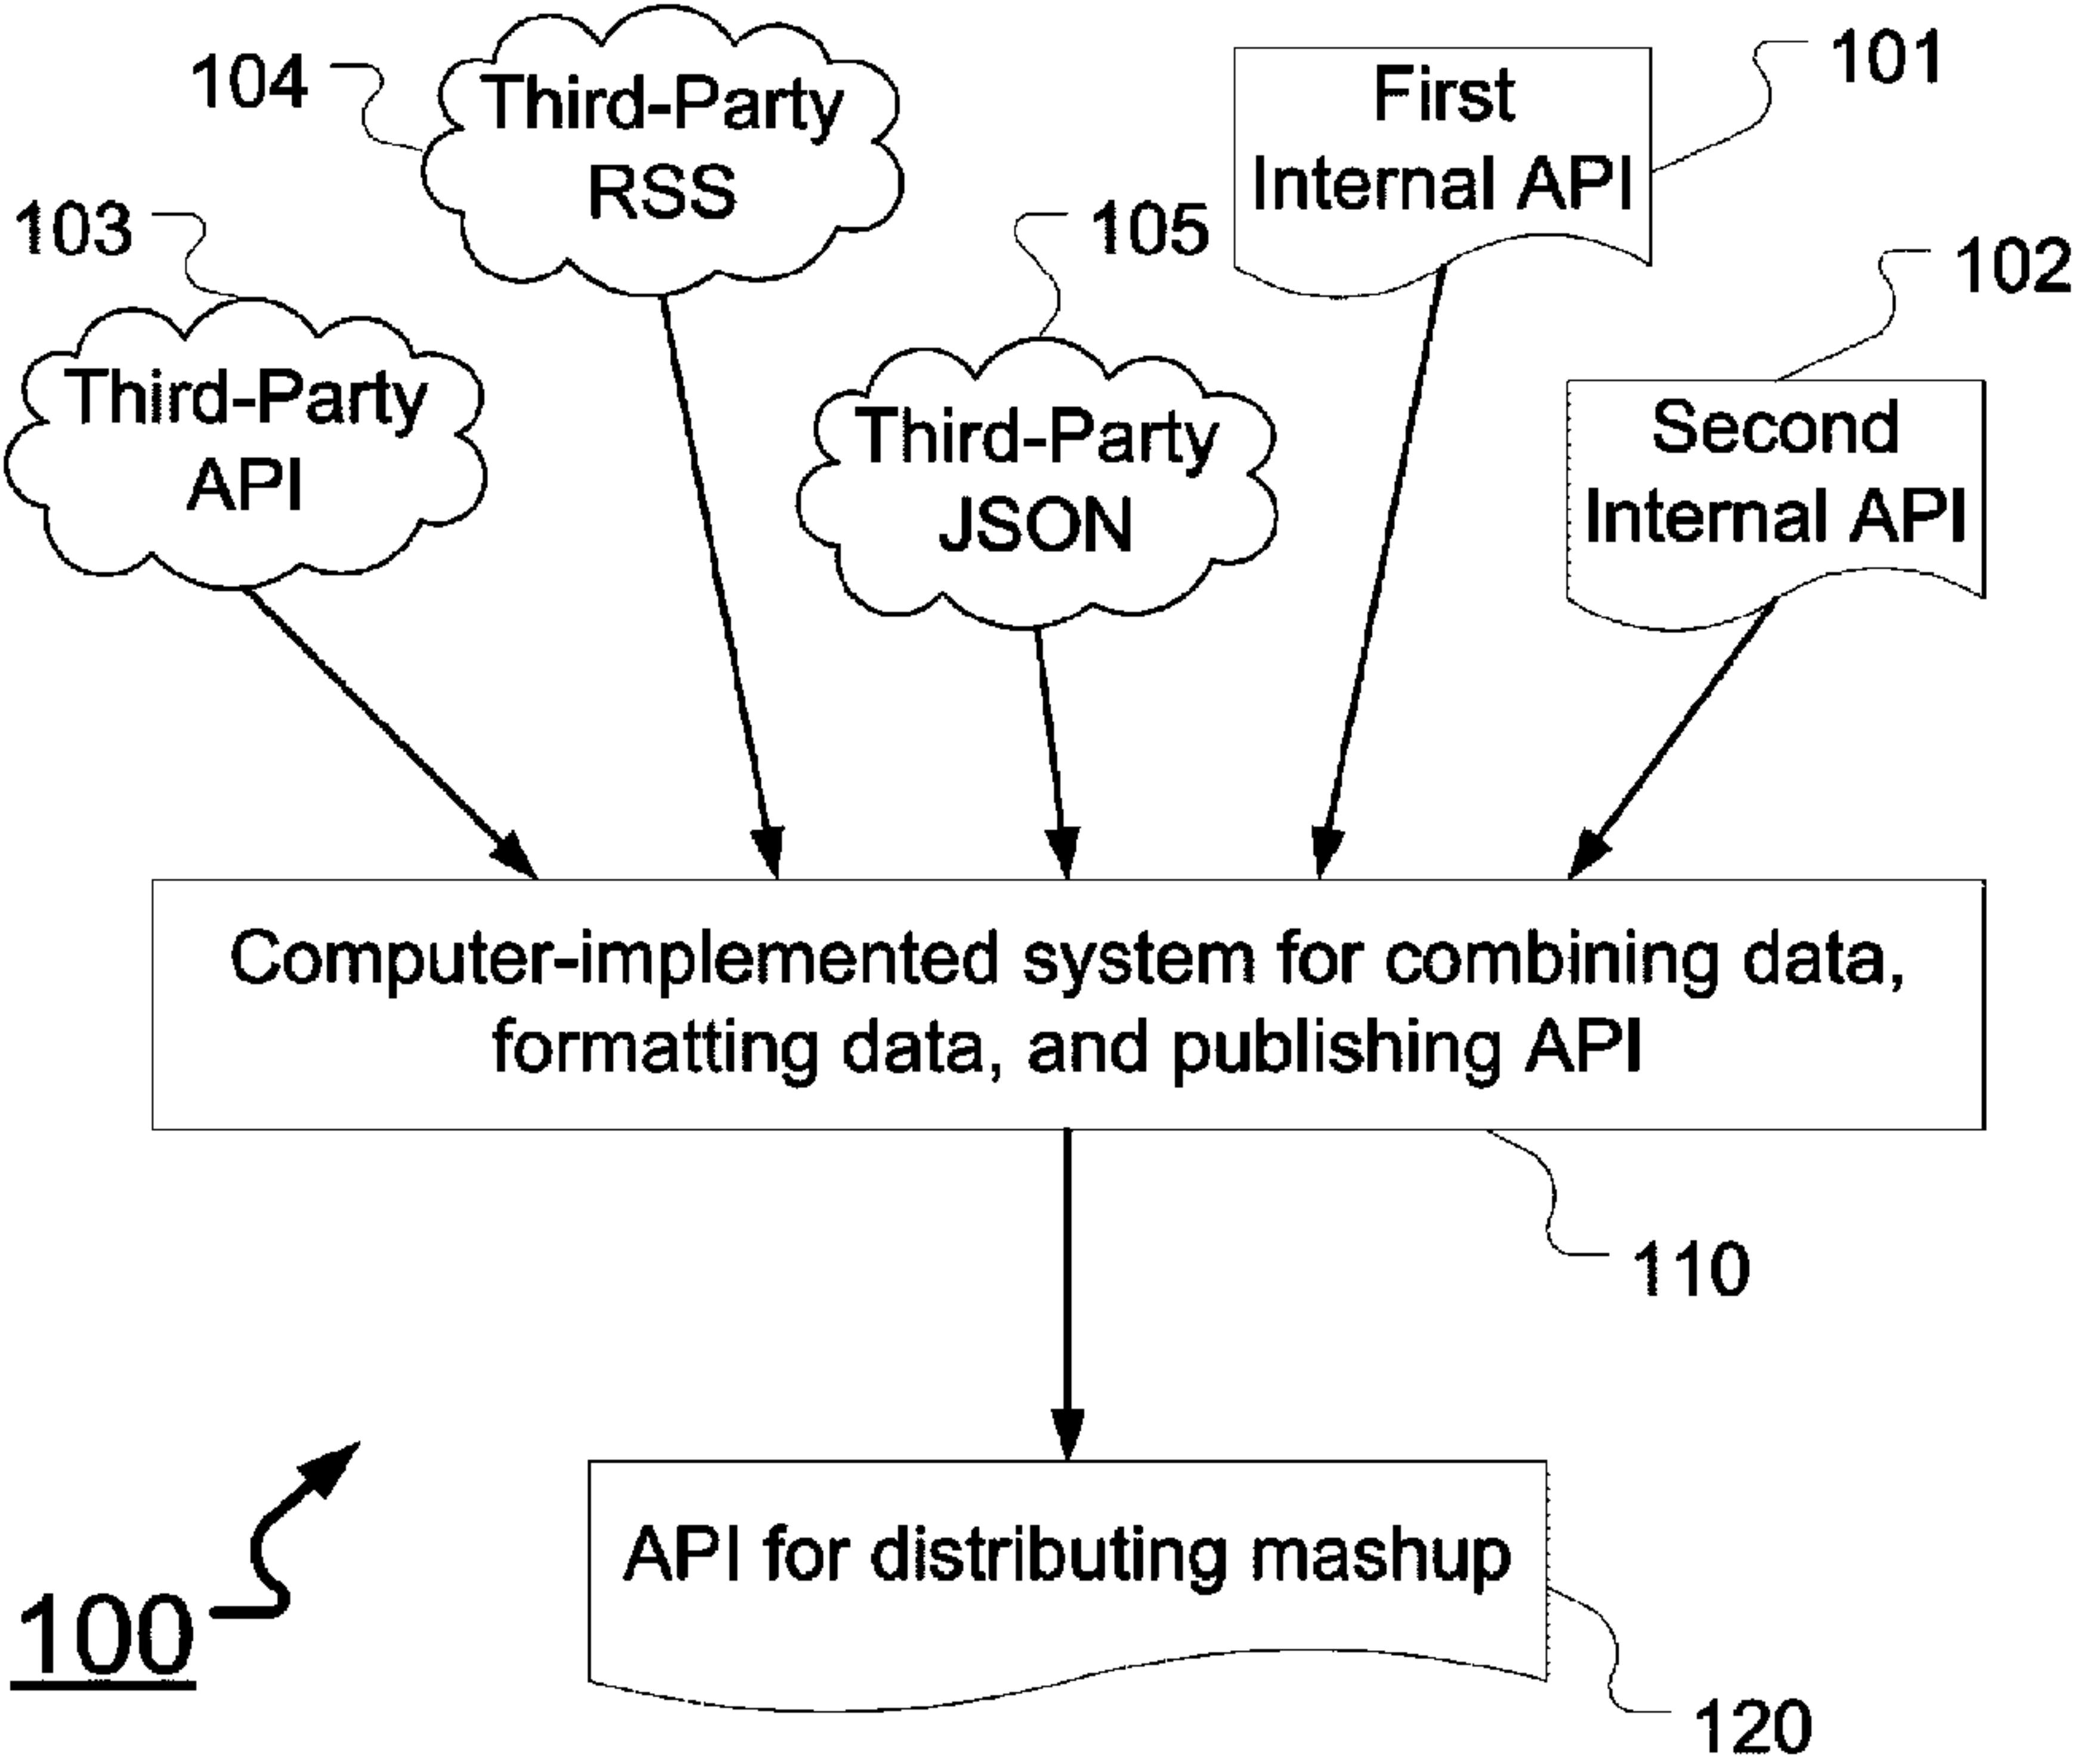 104
Third-Party
RSS
First
Internal API
101
103
Third-Party
API
105
Third-Party
JSON
102
Second
Internal API
Computer-implemented system for combining data,
formatting data, and publishing API
110
API for distributing mashup
100
120